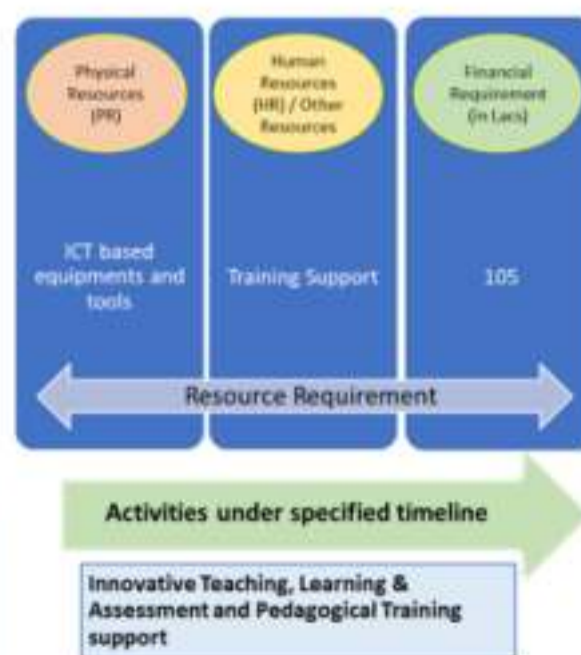 Physical
Resources
(PR)
Human
Resources
(HR) / Other
Resources
Financial
Requirement
(in Lacs)
ICT based
equipments and
tools
Training Support
105
Resource Requirement
Activities under specified timeline
Innovative Teaching, Learning &
Assessment and Pedagogical Training
support